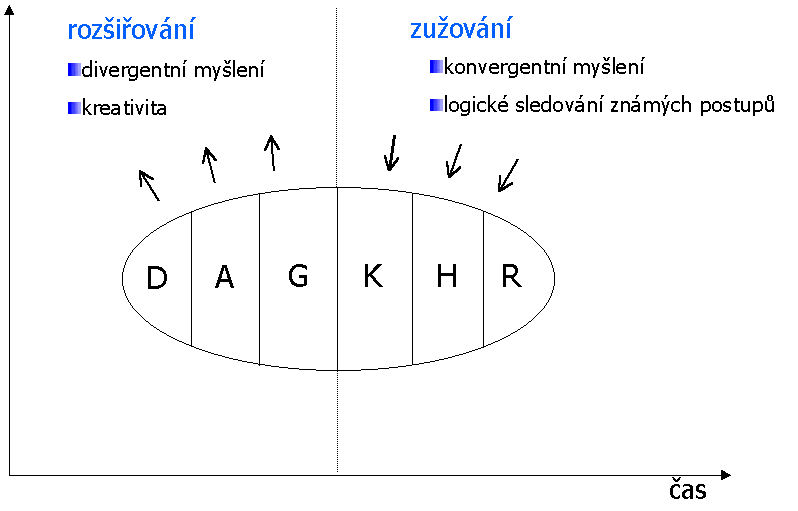 rozšiřování
divergentní myšlení
kreativita
zužování
konvergentní myšlení
logické sledování známých postupů
D A G K H R
čas